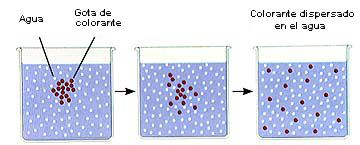 Agua
Gota de
colorante
Colorante dispersado
en el agua